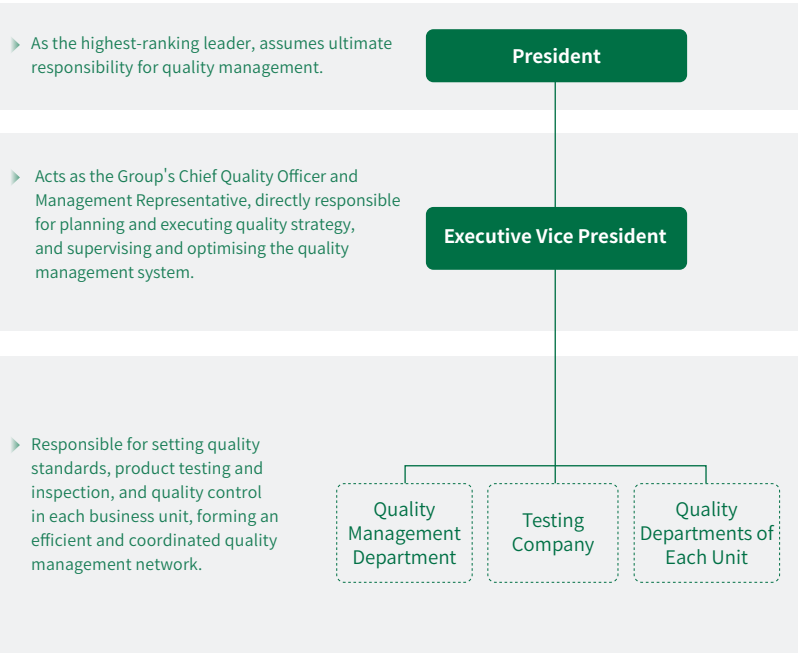 As the highest-ranking leader, assumes ultimate
responsibility for quality management.
President
Acts as the Group's Chief Quality Officer and
Management Representative, directly responsible
for planning and executing quality strategy,
and supervising and optimising the quality
management system.
Executive Vice President
Responsible for setting quality
standards, product testing and
inspection, and quality control
in each business unit, forming an
efficient and coordinated quality
management network.
Quality
Management
Department
Testing
Company
Quality
Departments of
Each Unit